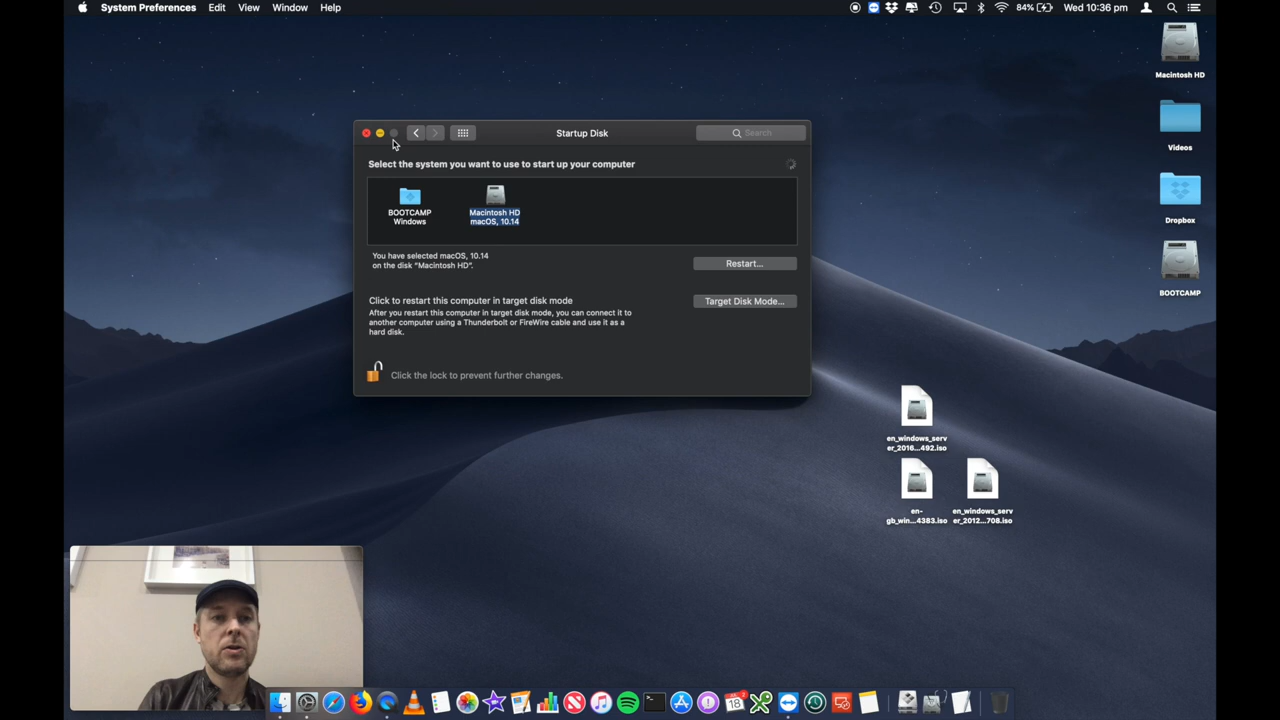 System Preferences Edit View Window Help
84%
Wed 10:36 pm
Macintosh HD
Videos
Dropbox
BOOTCAMP
Startup Disk
Search
Select the system you want to use to start up your computer
BOOTCAMP
Windows
Macintosh HD
macOS, 10.14
You have selected macOS, 10.14
on the disk “Macintosh HD”.
Restart...
Click to restart this computer in target disk mode
Target Disk Mode...
After you restart this computer in target disk mode, you can connect it to
another computer using a Thunderbolt or FireWire cable and use it as a
hard disk.
Click the lock to prevent further changes.
en_windows_serv
er_2016...492.iso
en-
gb_win...4383.iso
en_windows_serv
er_2012...708.iso
18